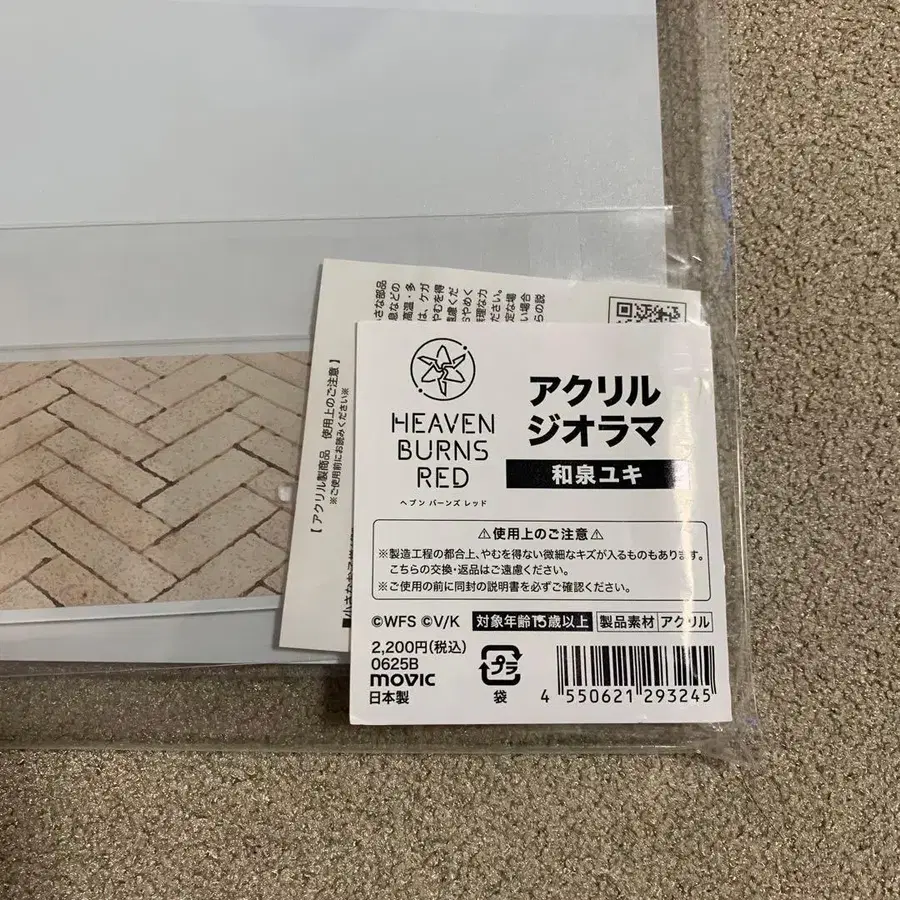 HEAVEN
BURNS
RED
ヘブン バーンズ レッド
アクリル
ジオラマ
和泉ユキ
⚠使用上のご注意⚠
※製造工程の都合上、やむを得ない微細なキズが入るものもあります。
こちらの交換・返品はご遠慮ください。
※ご使用の前に同封の説明書を必ずご確認ください。
©WFS ©V/K
対象年齢15歳以上
製品素材 アクリル
2,200円(税込)
0625B
movic
日本製
プラ
袋
4 550621 293245
【 アクリル製商品 使用上のご注意 】
※ご使用前にお読みください※